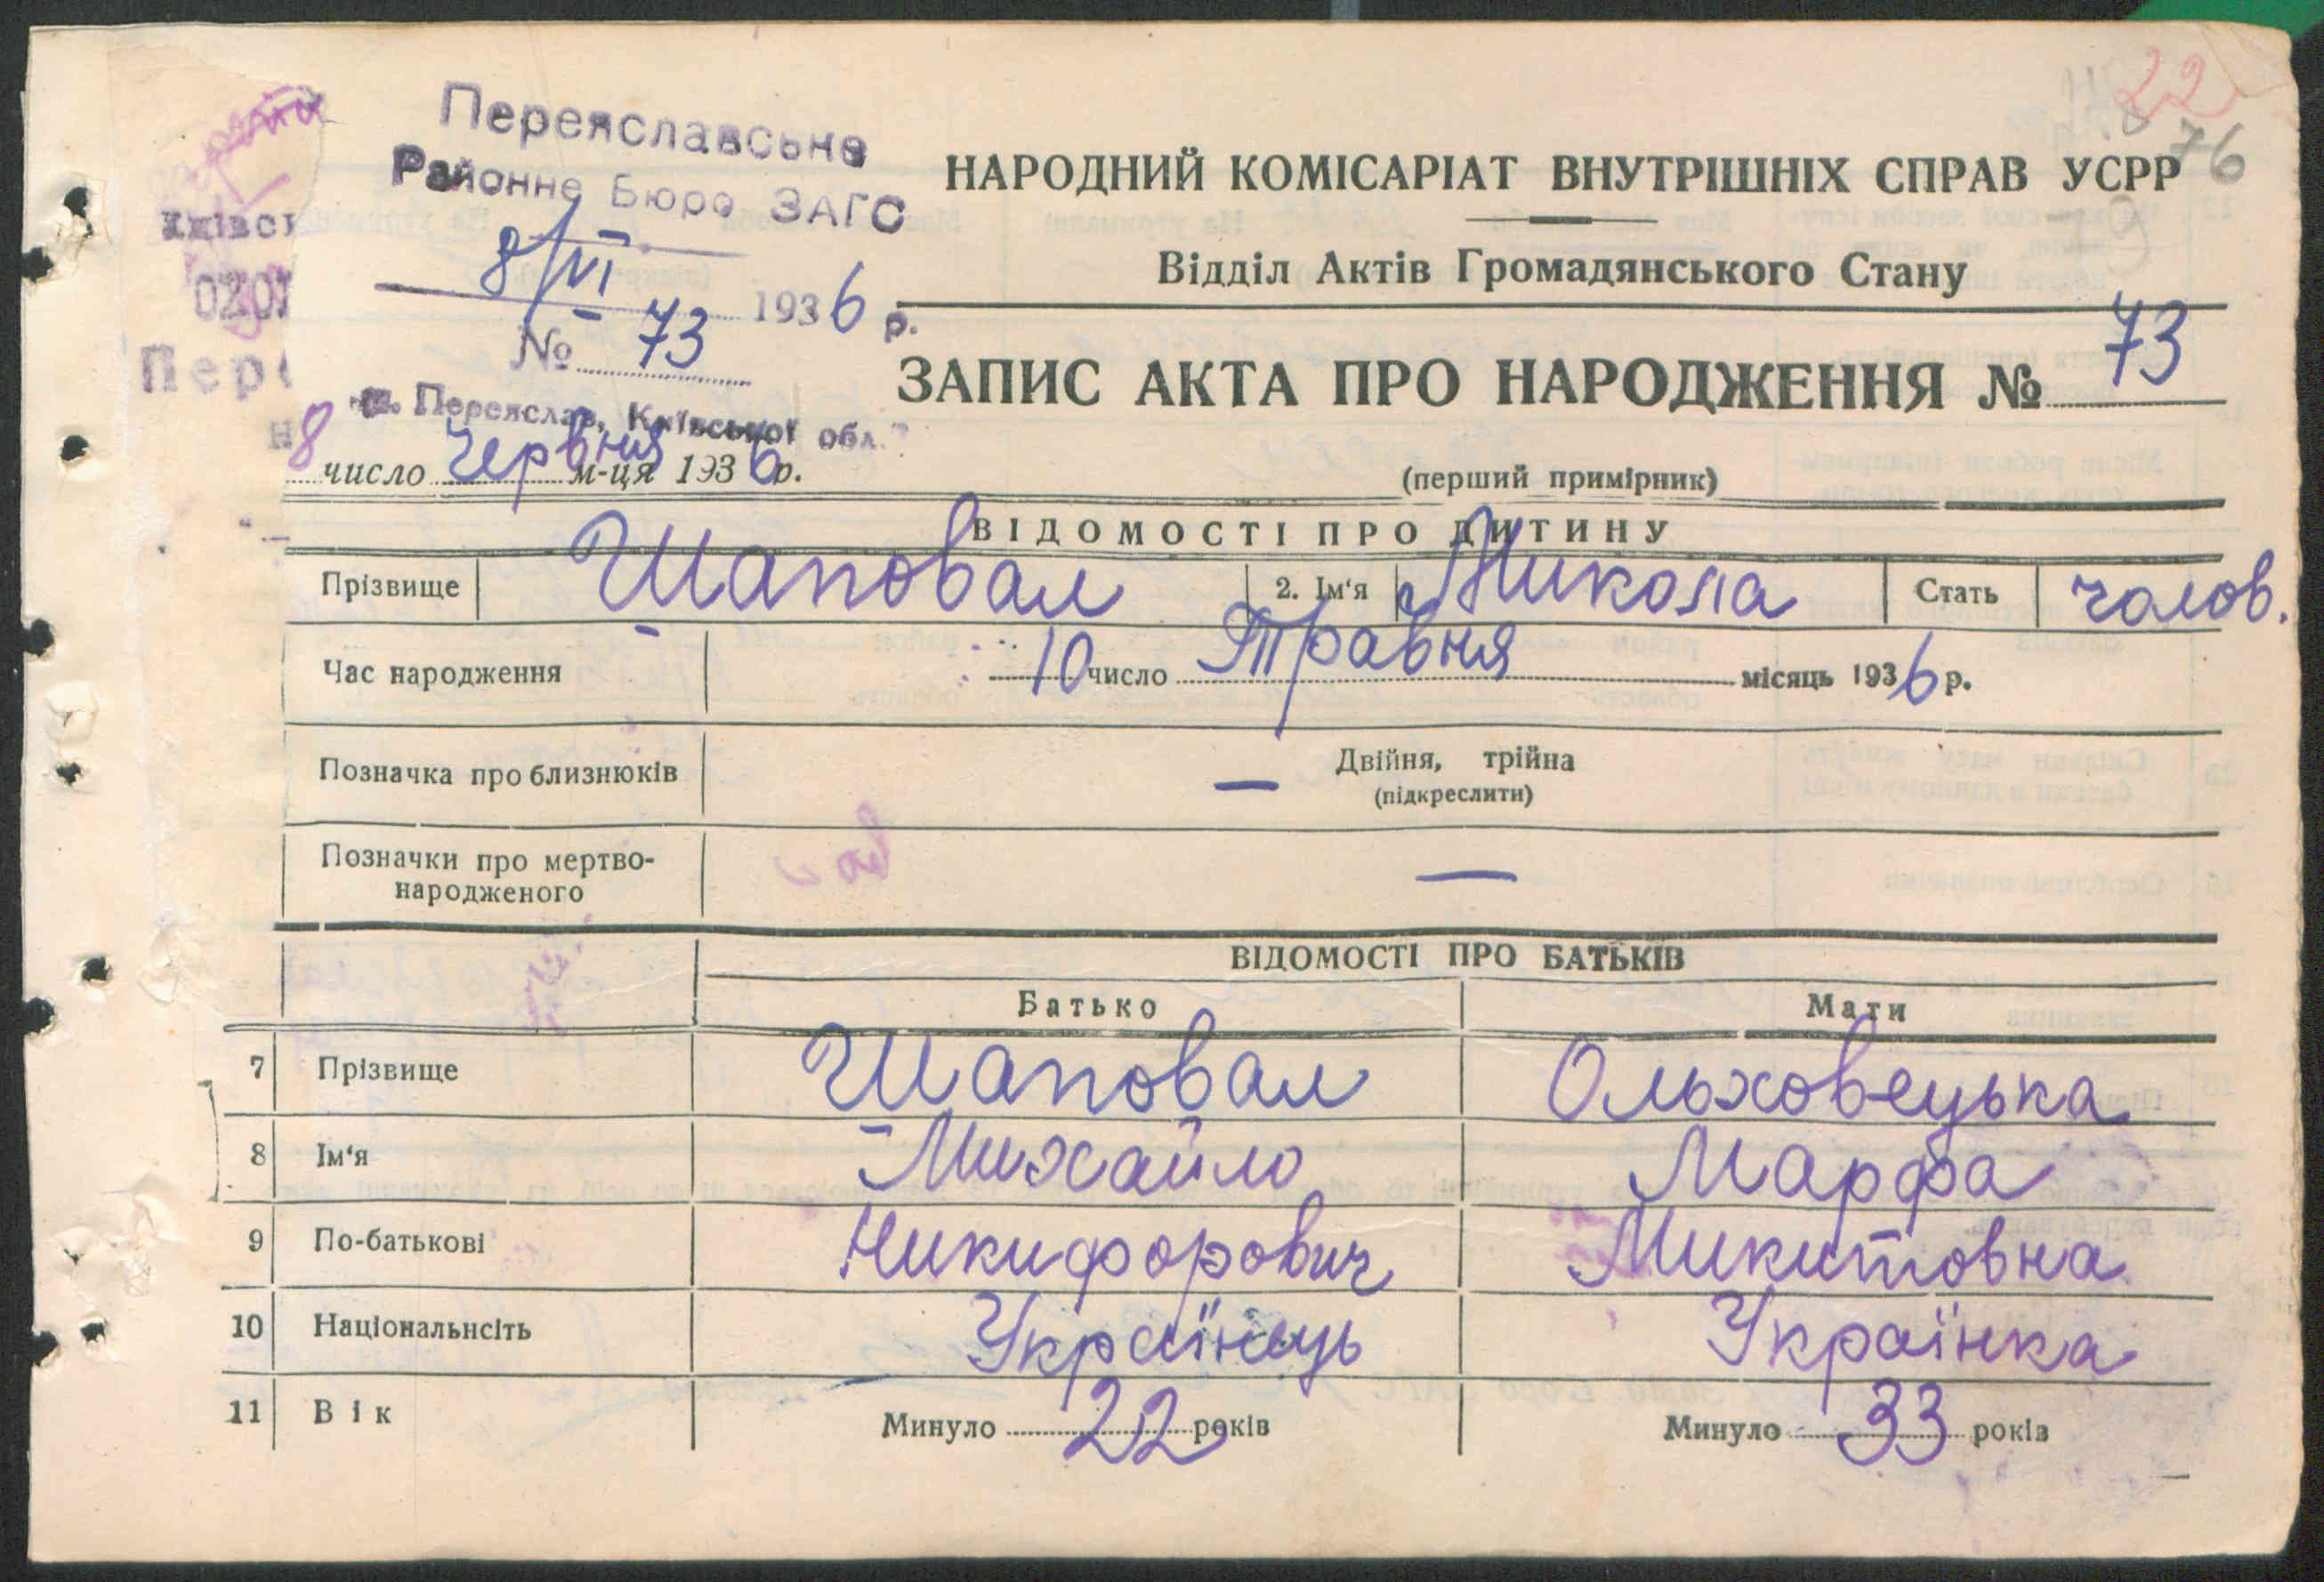 22
76
Переяславське
Районне Бюро ЗАГС
8/VI 1936 р.
№ 73
м. Переяслав, Київської обл.
8 число Червня м-ця 1936 р.
НАРОДНИЙ КОМІСАРІАТ ВНУТРІШНІХ СПРАВ УСРР
Відділ Актів Громадянського Стану
ЗАПИС АКТА ПРО НАРОДЖЕННЯ № 73
(перший примірник)
ВІДОМОСТІ ПРО ДИТИНУ
Прізвище Шаповал 2. Ім'я Микола Стать чолов.
Час народження 10 число Травня місяць 1936 р.
Позначка про близнюків — Двійня, трійна
(підкреслити)
Позначки про мертво-
народженого —
ВІДОМОСТІ ПРО БАТЬКІВ
Батько Мати
7 Прізвище Шаповал Ольховецька
8 Ім'я Михайло Марфа
9 По-батькові Никифорович Микитовна
10 Національнсіть Українець Українка
11 Вік Минуло 22 років Минуло 33 років